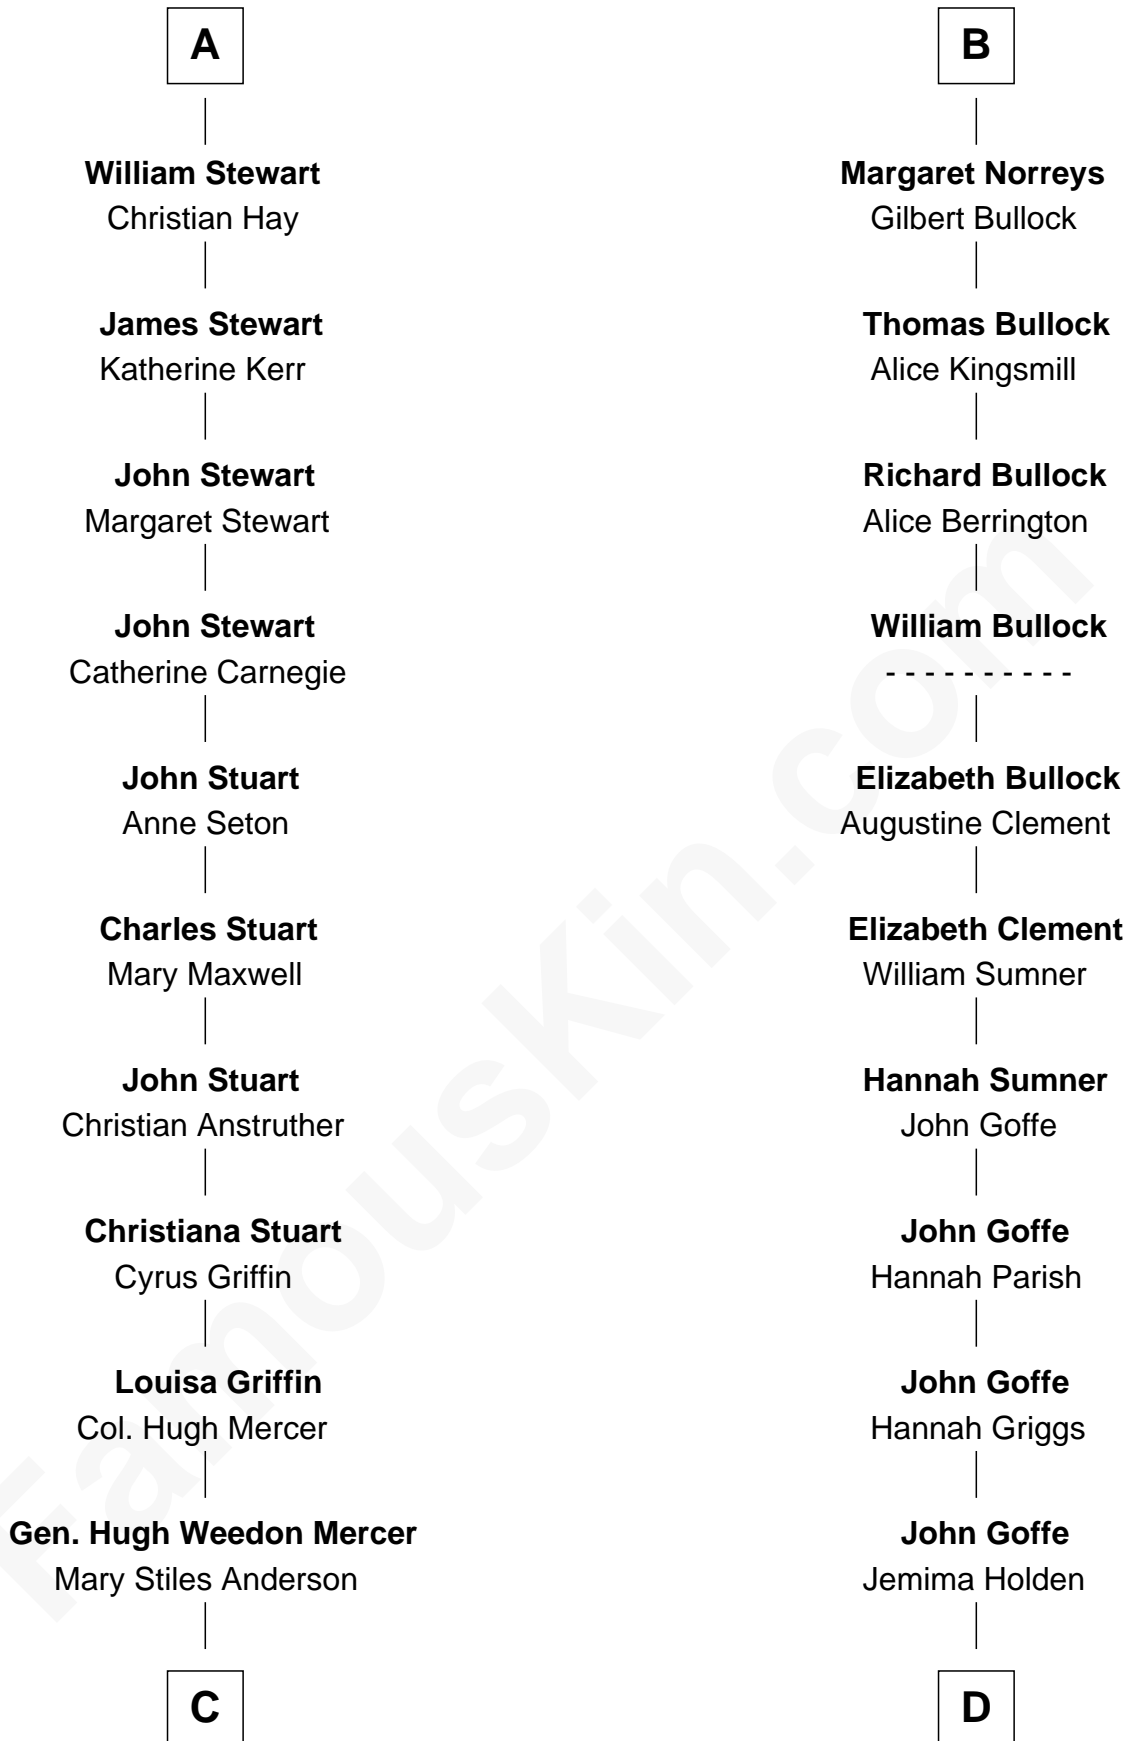 A
William Stewart
Christian Hay
James Stewart
Katherine Kerr
John Stewart
Margaret Stewart
John Stewart
Catherine Carnegie
John Stuart
Anne Seton
Charles Stuart
Mary Maxwell
John Stuart
Christian Anstruther
Christiana Stuart
Cyrus Griffin
Louisa Griffin
Col. Hugh Mercer
Gen. Hugh Weedon Mercer
Mary Stiles Anderson
C
B
Margaret Norreys
Gilbert Bullock
Thomas Bullock
Alice Kingsmill
Richard Bullock
Alice Berrington
William Bullock
- - - - - - - - - -
Elizabeth Bullock
Augustine Clement
Elizabeth Clement
William Sumner
Hannah Sumner
John Goffe
John Goffe
Hannah Parish
John Goffe
Hannah Griggs
John Goffe
Jemima Holden
D
FamousKin.com